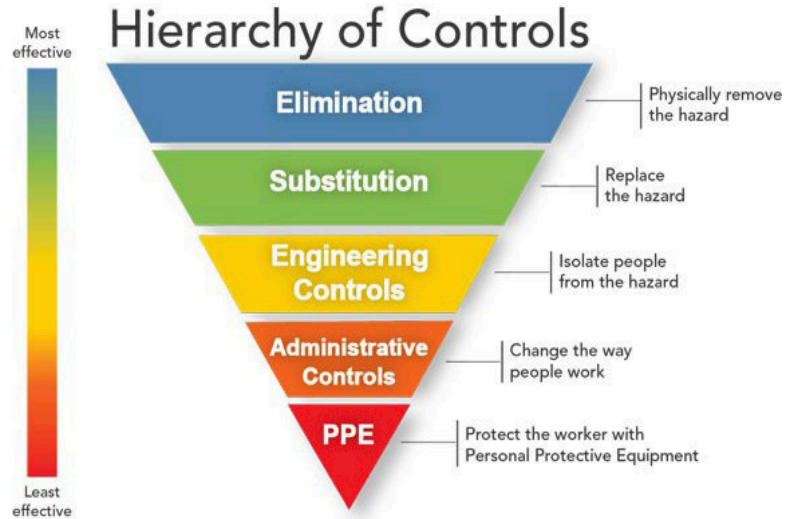 Hierarchy of Controls
Most
effective
Elimination
Physically remove
the hazard
Substitution
Replace
the hazard
Engineering
Controls
Isolate people
from the hazard
Administrative
Controls
Change the way
people work
PPE
Protect the worker with
Personal Protective Equipment
Least
effective